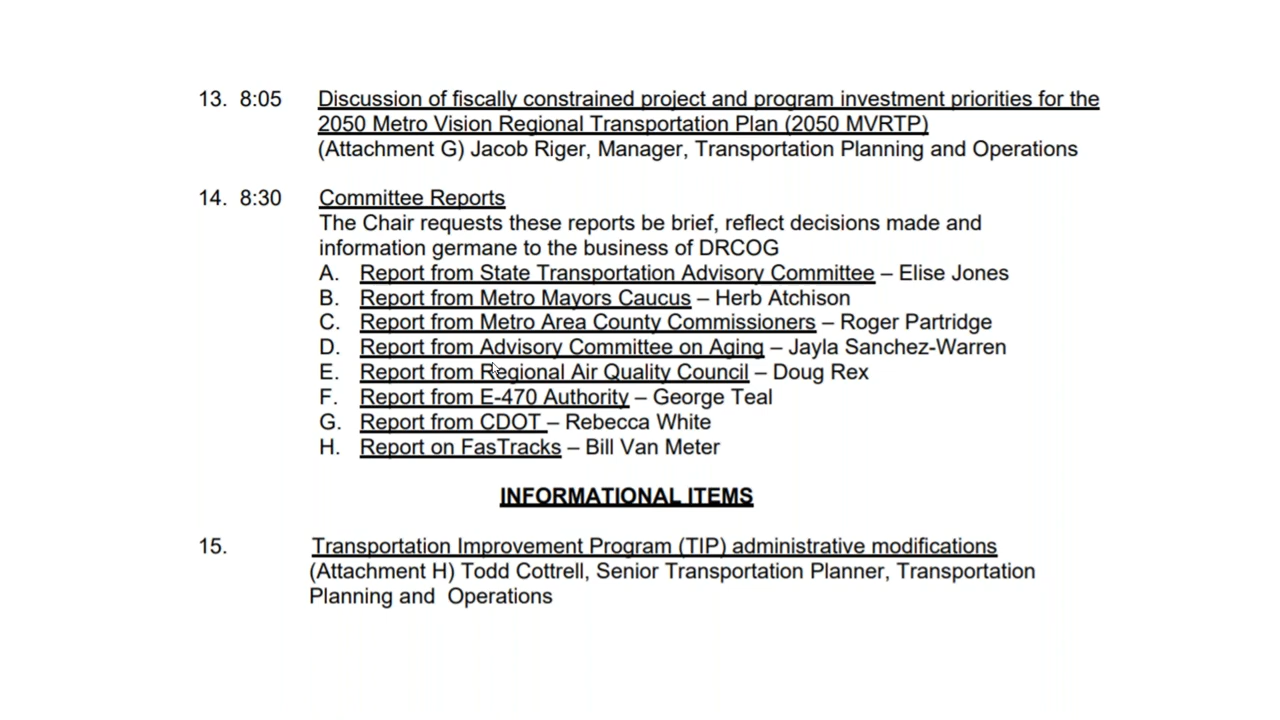 13. 8:05 Discussion of fiscally constrained project and program investment priorities for the
2050 Metro Vision Regional Transportation Plan (2050 MVRTP)
(Attachment G) Jacob Riger, Manager, Transportation Planning and Operations
14. 8:30 Committee Reports
The Chair requests these reports be brief, reflect decisions made and
information germane to the business of DRCOG
A. Report from State Transportation Advisory Committee – Elise Jones
B. Report from Metro Mayors Caucus – Herb Atchison
C. Report from Metro Area County Commissioners – Roger Partridge
D. Report from Advisory Committee on Aging – Jayla Sanchez-Warren
E. Report from Regional Air Quality Council – Doug Rex
F. Report from E-470 Authority – George Teal
G. Report from CDOT – Rebecca White
H. Report on FasTracks – Bill Van Meter
INFORMATIONAL ITEMS
15. Transportation Improvement Program (TIP) administrative modifications
(Attachment H) Todd Cottrell, Senior Transportation Planner, Transportation
Planning and Operations